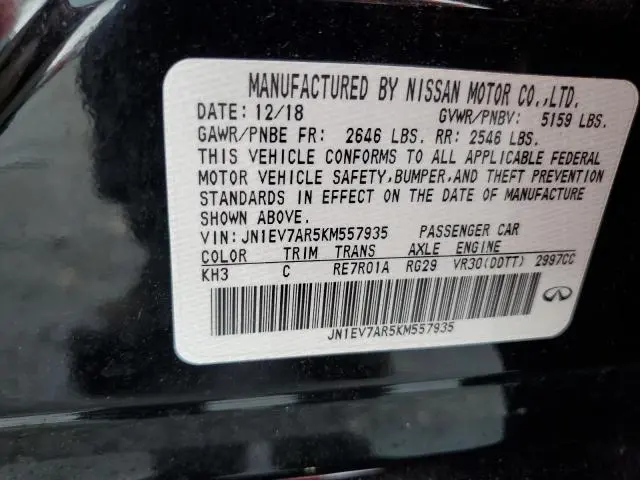 MANUFACTURED BY NISSAN MOTOR CO.,LTD.
DATE: 12/18 GVWR/PNBV: 5159 LBS.
GAWR/PNBE FR: 2646 LBS. RR: 2546 LBS.
THIS VEHICLE CONFORMS TO ALL APPLICABLE FEDERAL
MOTOR VEHICLE SAFETY,BUMPER,AND THEFT PREVENTION
STANDARDS IN EFFECT ON THE DATE OF MANUFACTURE
SHOWN ABOVE.
VIN:JN1EV7AR5KM557935 PASSENGER CAR
COLOR TRIM TRANS AXLE ENGINE
KH3 C RE7R01A RG29 VR30(DDTT) 2997CC
JN1EV7AR5KM557935